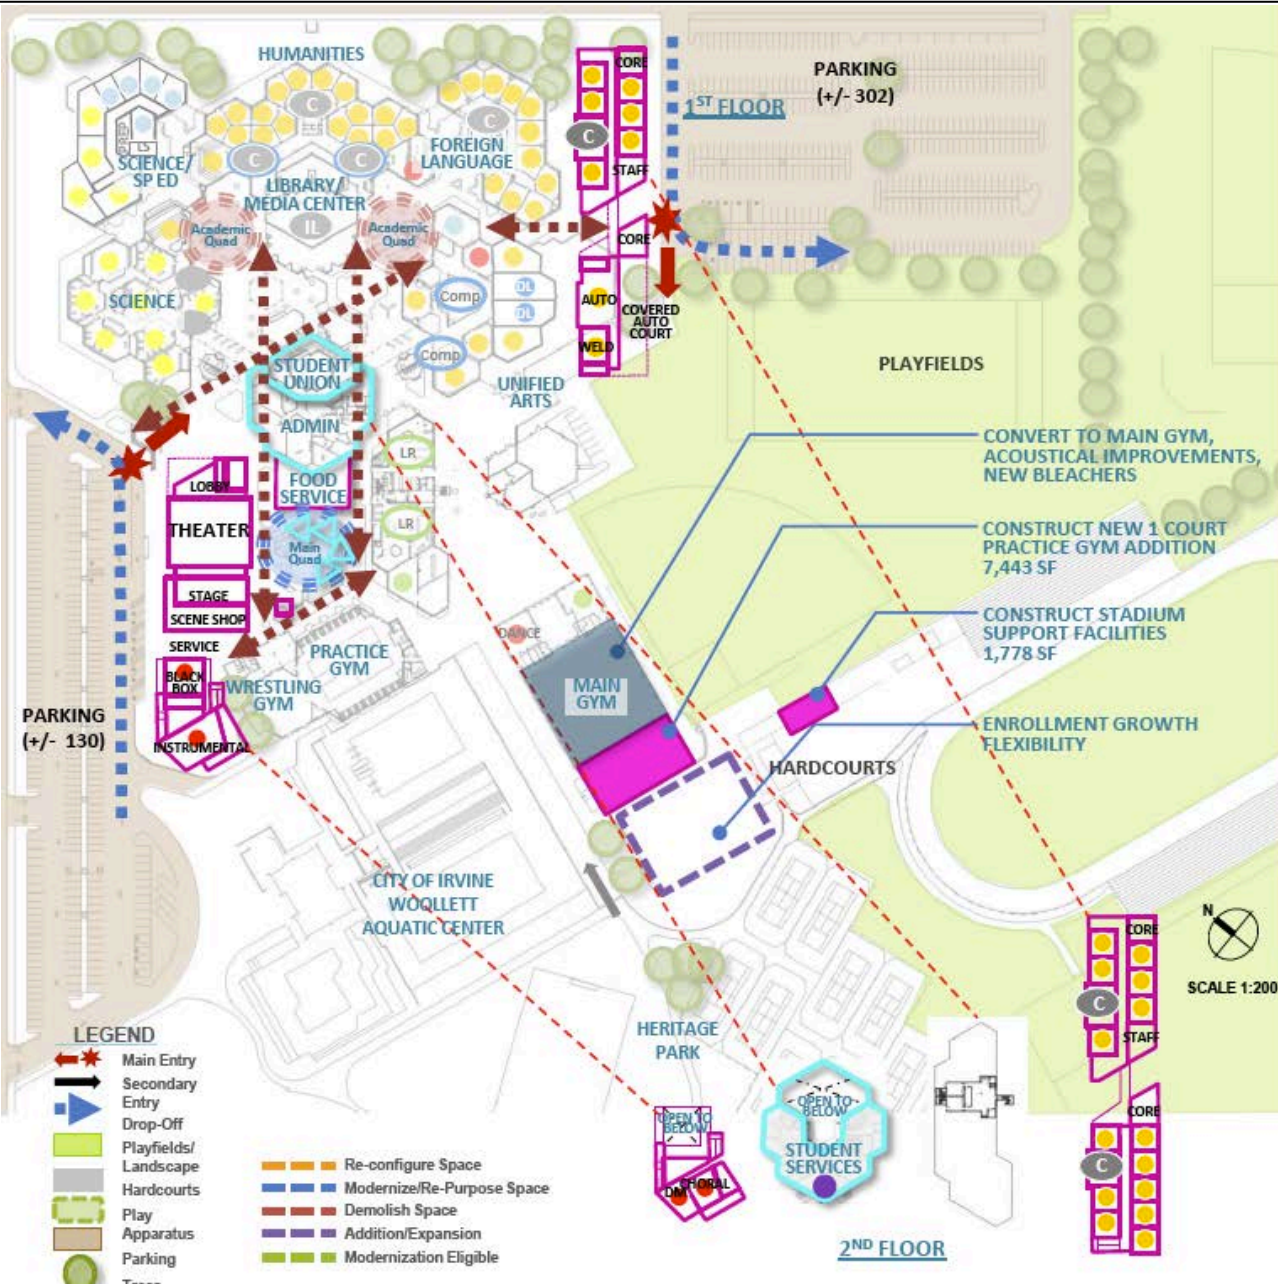 HUMANITIES
CORE
PARKING
(+/- 302)
1ST FLOOR
C
C
C
SCIENCE/
SP ED
PREP
LS
FOREIGN
LANGUAGE
C
C
STAFF
LIBRARY/
MEDIA CENTER
IL
Academic
Quad
Academic
Quad
CORE
SCIENCE
Comp
DL
DL
AUTO
COVERED
AUTO
COURT
WELD
Comp
STUDENT
UNION
UNIFIED
ARTS
PLAYFIELDS
ADMIN
LR
CONVERT TO MAIN GYM,
ACOUSTICAL IMPROVEMENTS,
NEW BLEACHERS
LOBBY
FOOD
SERVICE
THEATER
LR
Main
Quad
CONSTRUCT NEW 1 COURT
PRACTICE GYM ADDITION
7,443 SF
STAGE
SCENE SHOP
CONSTRUCT STADIUM
SUPPORT FACILITIES
1,778 SF
DANCE
SERVICE
PRACTICE
GYM
BLACK
BOX
WRESTLING
GYM
MAIN
GYM
PARKING
(+/- 130)
INSTRUMENTAL
ENROLLMENT GROWTH
FLEXIBILITY
HARDCOURTS
CITY OF IRVINE
WOOLLETT
AQUATIC CENTER
N
CORE
SCALE 1:200
C
STAFF
HERITAGE
PARK
LEGEND
Main Entry
Secondary
Entry
Drop-Off
Playfields/
Landscape
Hardcourts
Play
Apparatus
Parking
Trees
Re-configure Space
Modernize/Re-Purpose Space
Demolish Space
Addition/Expansion
Modernization Eligible
OPEN TO
BELOW
DM
CHORAL
OPEN TO
BELOW
STUDENT
SERVICES
CORE
C
2ND FLOOR